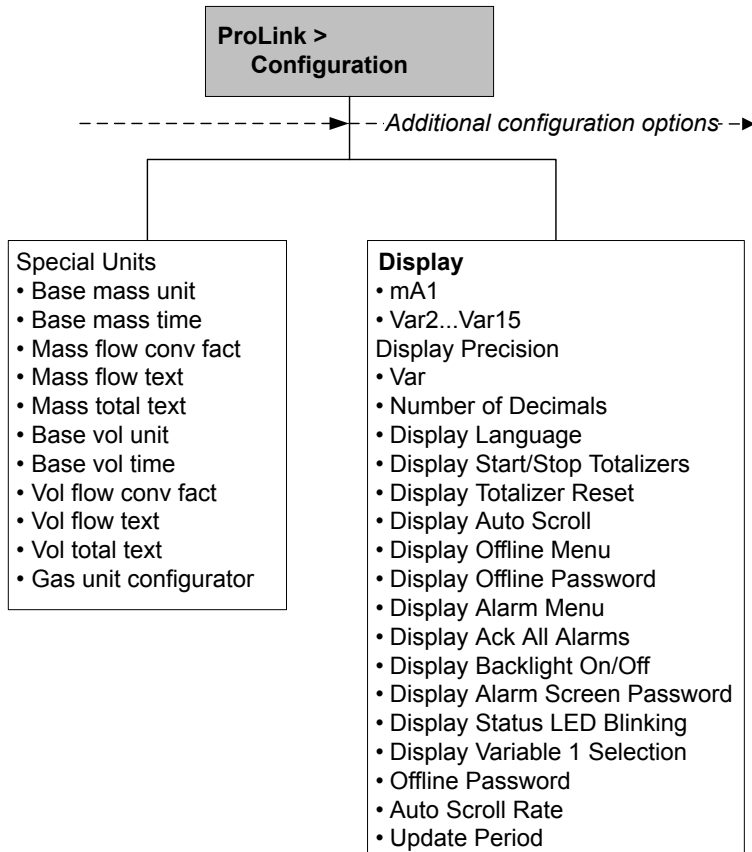 ProLink >
Configuration
Additional configuration options
Special Units
• Base mass unit
• Base mass time
• Mass flow conv fact
• Mass flow text
• Mass total text
• Base vol unit
• Base vol time
• Vol flow conv fact
• Vol flow text
• Vol total text
• Gas unit configurator
Display
• mA1
• Var2...Var15
Display Precision
• Var
• Number of Decimals
• Display Language
• Display Start/Stop Totalizers
• Display Totalizer Reset
• Display Auto Scroll
• Display Offline Menu
• Display Offline Password
• Display Alarm Menu
• Display Ack All Alarms
• Display Backlight On/Off
• Display Alarm Screen Password
• Display Status LED Blinking
• Display Variable 1 Selection
• Offline Password
• Auto Scroll Rate
• Update Period